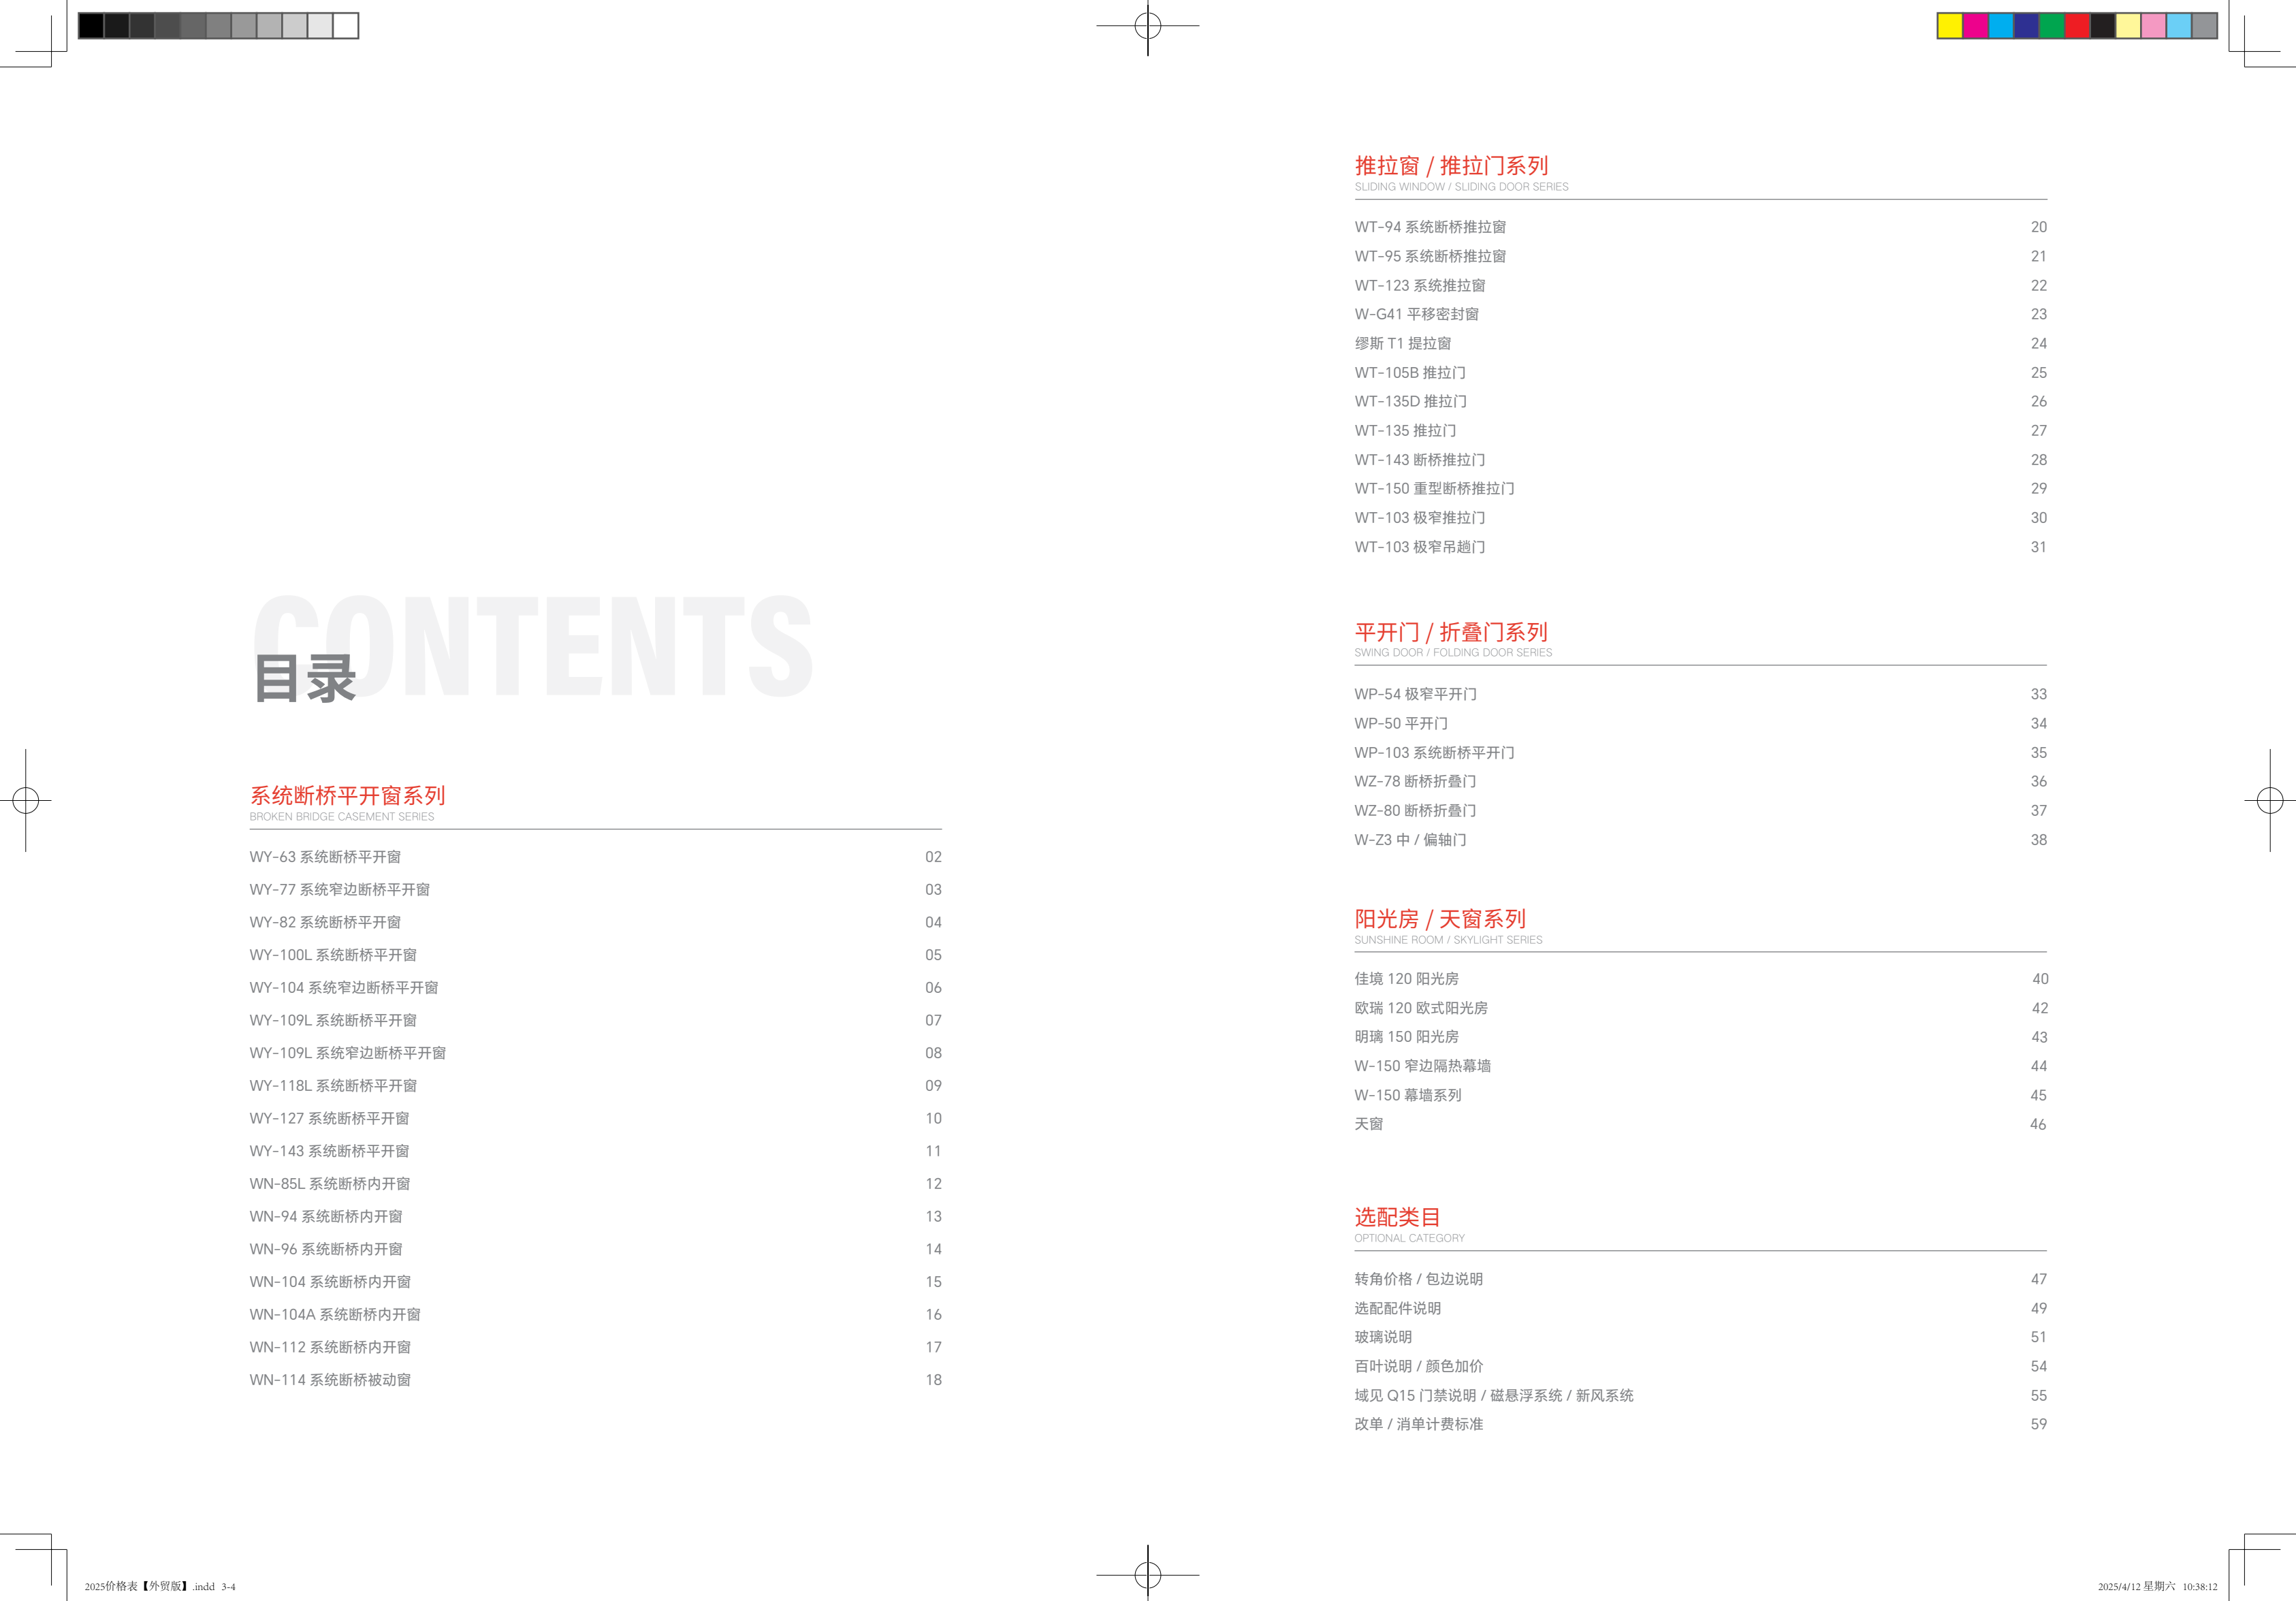 CONTENTS
目录
系统断桥平开窗系列
BROKEN BRIDGE CASEMENT SERIES
WY-63 系统断桥平开窗 02
WY-77 系统窄边断桥平开窗 03
WY-82 系统断桥平开窗 04
WY-100L 系统断桥平开窗 05
WY-104 系统窄边断桥平开窗 06
WY-109L 系统断桥平开窗 07
WY-109L 系统窄边断桥平开窗 08
WY-118L 系统断桥平开窗 09
WY-127 系统断桥平开窗 10
WY-143 系统断桥平开窗 11
WN-85L 系统断桥内开窗 12
WN-94 系统断桥内开窗 13
WN-96 系统断桥内开窗 14
WN-104 系统断桥内开窗 15
WN-104A 系统断桥内开窗 16
WN-112 系统断桥内开窗 17
WN-114 系统断桥被动窗 18
推拉窗 / 推拉门系列
SLIDING WINDOW / SLIDING DOOR SERIES
WT-94 系统断桥推拉窗 20
WT-95 系统断桥推拉窗 21
WT-123 系统推拉窗 22
W-G41 平移密封窗 23
缪斯 T1 提拉窗 24
WT-105B 推拉门 25
WT-135D 推拉门 26
WT-135 推拉门 27
WT-143 断桥推拉门 28
WT-150 重型断桥推拉门 29
WT-103 极窄推拉门 30
WT-103 极窄吊趟门 31
平开门 / 折叠门系列
SWING DOOR / FOLDING DOOR SERIES
WP-54 极窄平开门 33
WP-50 平开门 34
WP-103 系统断桥平开门 35
WZ-78 断桥折叠门 36
WZ-80 断桥折叠门 37
W-Z3 中 / 偏轴门 38
阳光房 / 天窗系列
SUNSHINE ROOM / SKYLIGHT SERIES
佳境 120 阳光房 40
欧瑞 120 欧式阳光房 42
明璃 150 阳光房 43
W-150 窄边隔热幕墙 44
W-150 幕墙系列 45
天窗 46
选配类目
OPTIONAL CATEGORY
转角价格 / 包边说明 47
选配配件说明 49
玻璃说明 51
百叶说明 / 颜色加价 54
域见 Q15 门禁说明 / 磁悬浮系统 / 新风系统 55
改单 / 消单计费标准 59
2025价格表【外贸版】.indd 3-4
2025/4/12 星期六 10:38:12